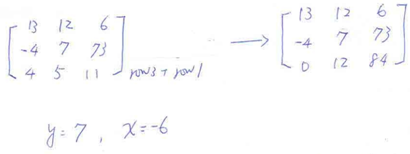 [ 13 12 6 ] → [ 13 12 6 ]
[ -4 7 73 ] [ -4 7 73 ]
[ 4 5 11 ] row3 + row1 [ 0 12 84 ]
y = 7 , x = -6